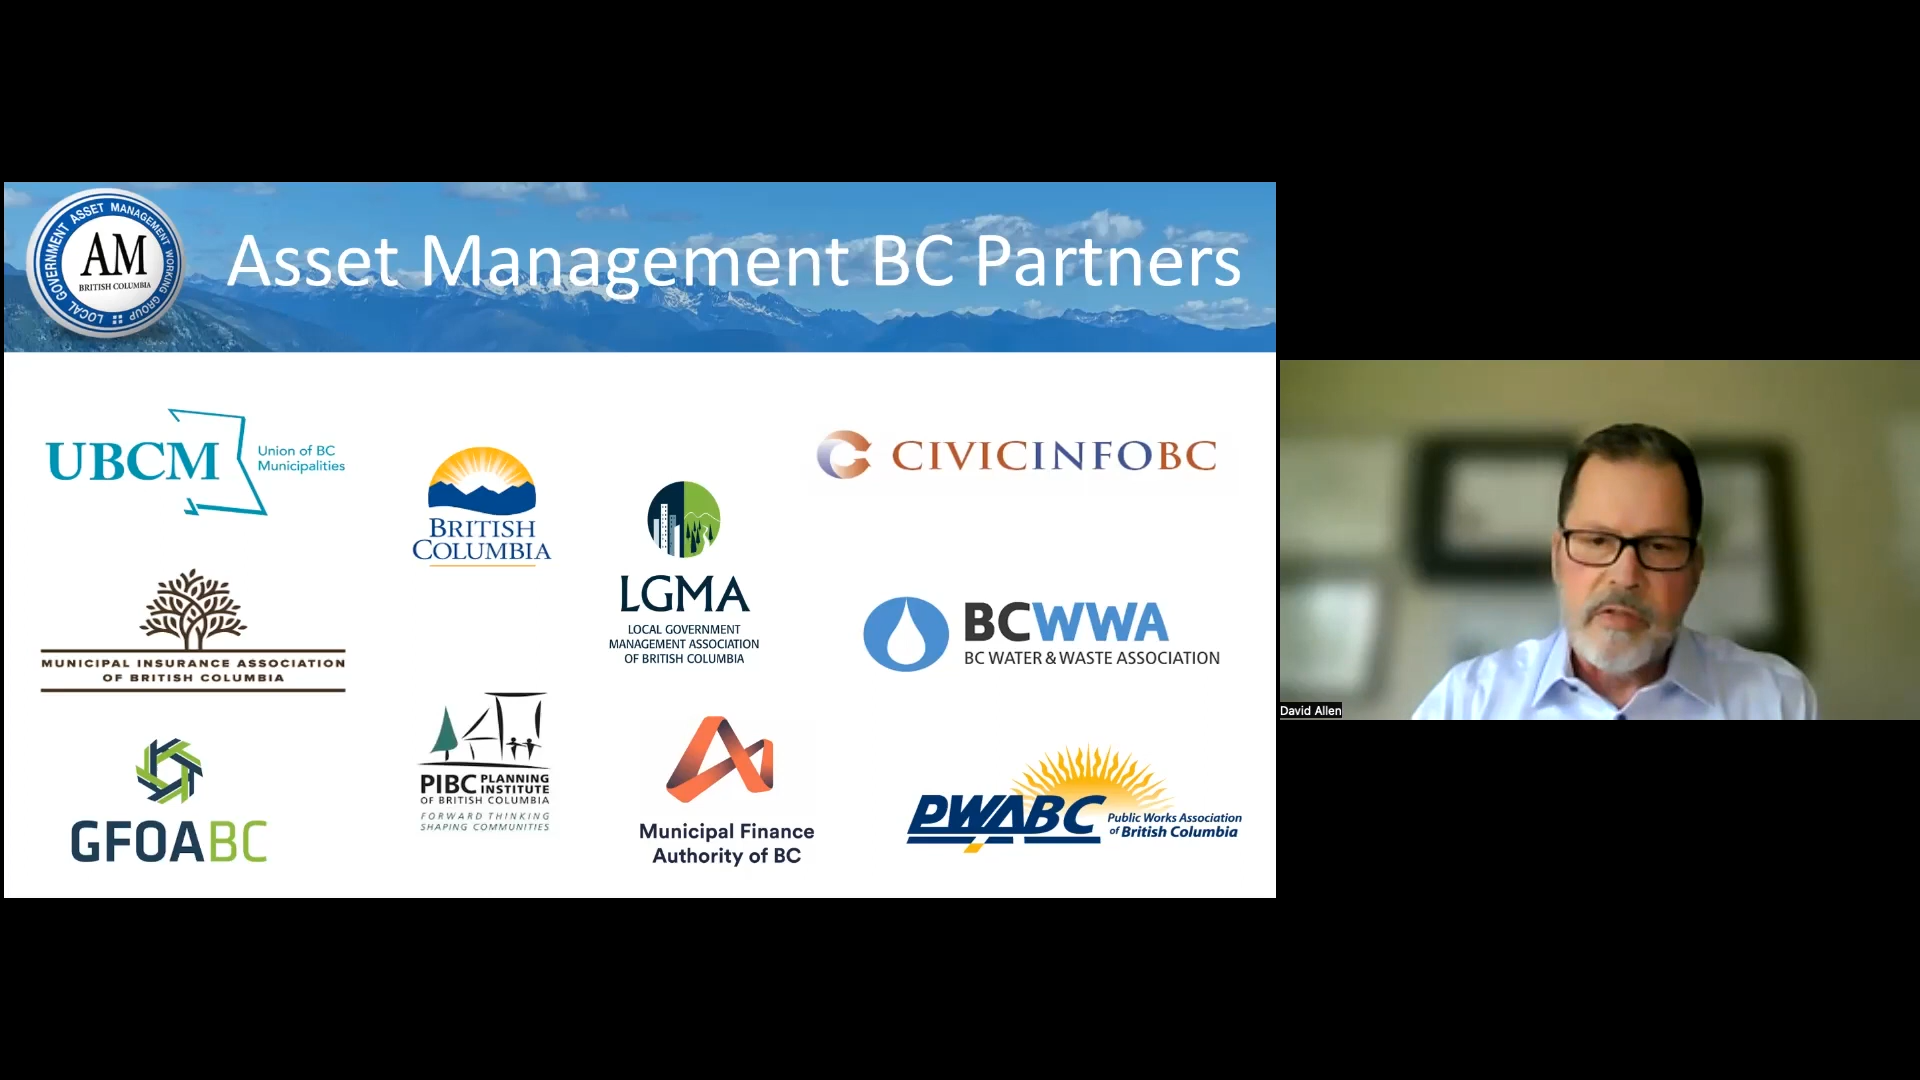 LOCAL GOVERNMENT ASSET MANAGEMENT WORKING GROUP
AM
BRITISH COLUMBIA
Asset Management BC Partners
UBCM
Union of BC
Municipalities
BRITISH
COLUMBIA
LGMA
LOCAL GOVERNMENT
MANAGEMENT ASSOCIATION
OF BRITISH COLUMBIA
CIVICINFOBC
MUNICIPAL INSURANCE ASSOCIATION
OF BRITISH COLUMBIA
BCWWA
BC WATER & WASTE ASSOCIATION
David Allen
GFOABC
PIBC PLANNING
INSTITUTE
OF BRITISH COLUMBIA
FORWARD THINKING
SHAPING COMMUNITIES
Municipal Finance
Authority of BC
PWABC
Public Works Association
of British Columbia